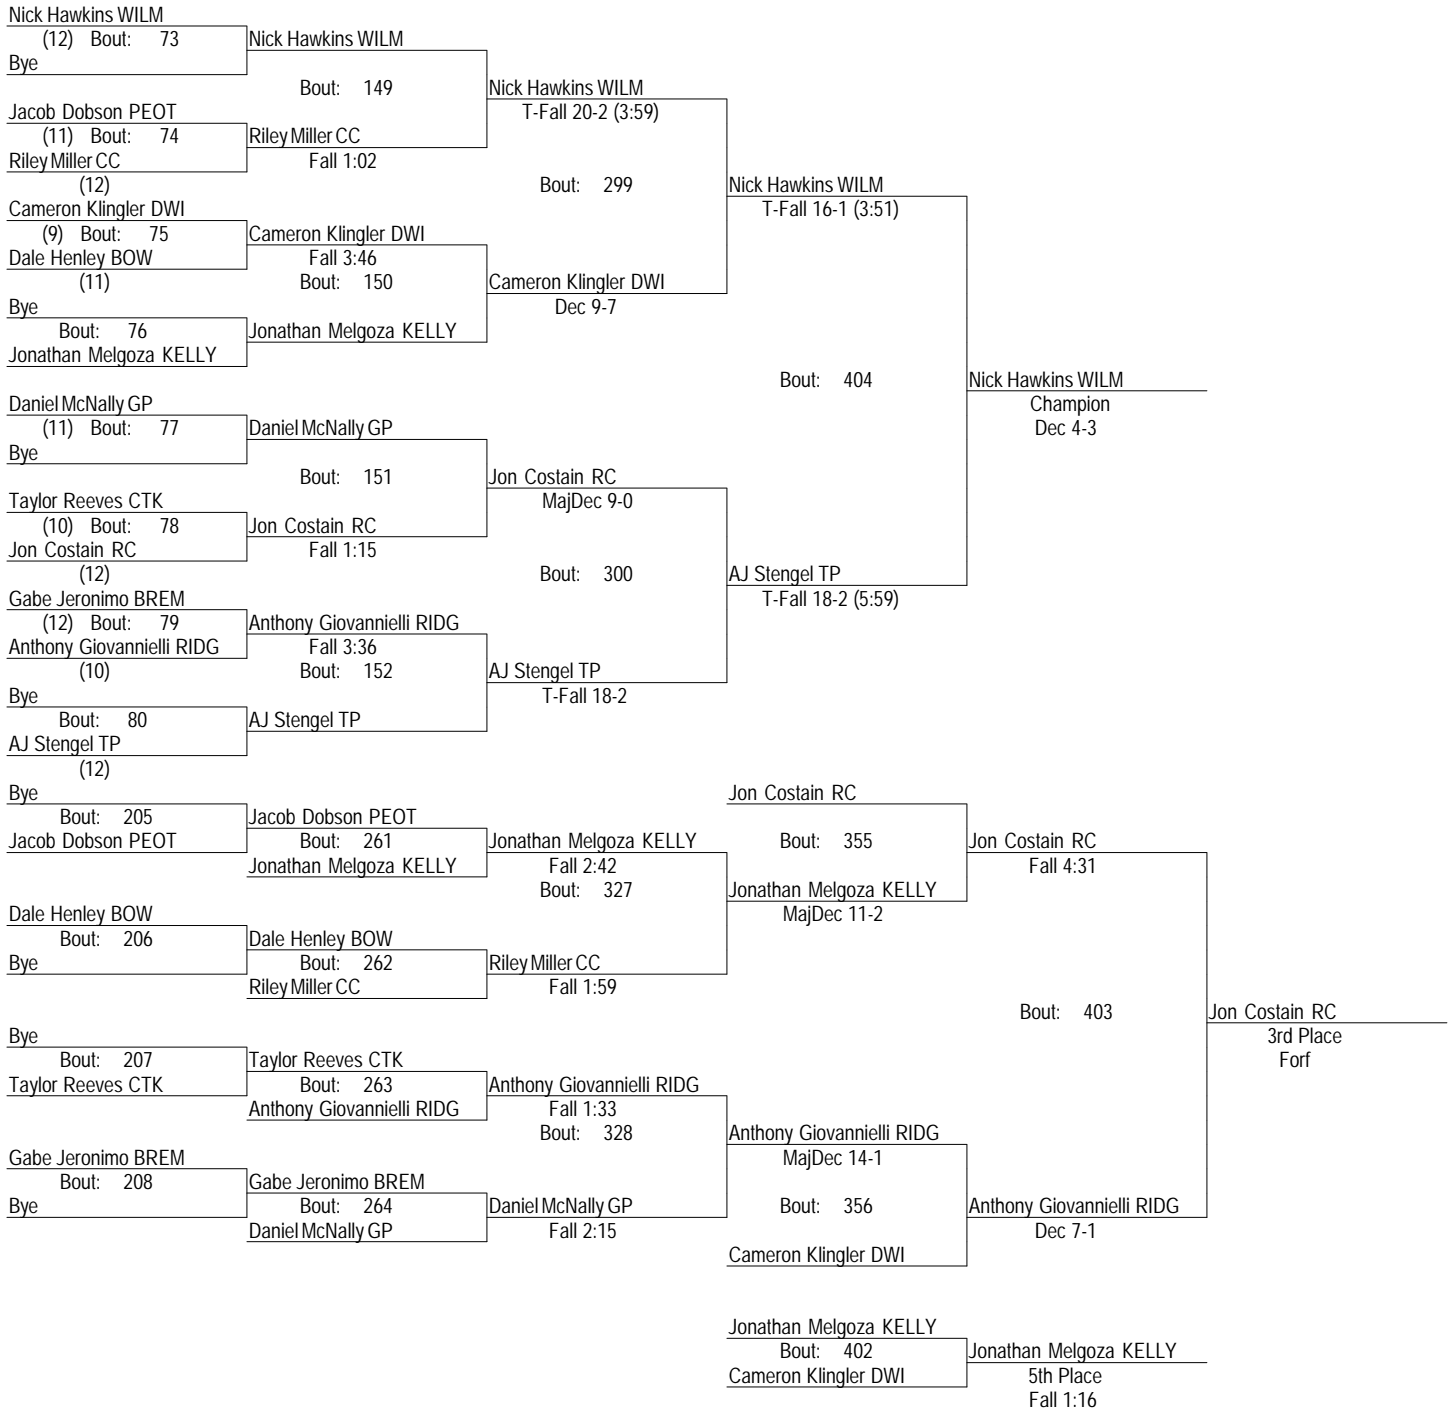 Nick Hawkins WILM
(12) Bout: 73 Nick Hawkins WILM
Bye
Bout: 149 Nick Hawkins WILM
Jacob Dobson PEOT T-Fall 20-2 (3:59)
(11) Bout: 74 Riley Miller CC
Riley Miller CC Fall 1:02
(12) Bout: 299 Nick Hawkins WILM
Cameron Klingler DWI T-Fall 16-1 (3:51)
(9) Bout: 75 Cameron Klingler DWI
Dale Henley BOW Fall 3:46
(11) Bout: 150 Cameron Klingler DWI
Bye Dec 9-7
Bout: 76 Jonathan Melgoza KELLY
Jonathan Melgoza KELLY
Bout: 404 Nick Hawkins WILM
Daniel McNally GP Champion
(11) Bout: 77 Daniel McNally GP Dec 4-3
Bye
Bout: 151 Jon Costain RC
Taylor Reeves CTK MajDec 9-0
(10) Bout: 78 Jon Costain RC
Jon Costain RC Fall 1:15
(12) Bout: 300 AJ Stengel TP
Gabe Jeronimo BREM T-Fall 18-2 (5:59)
(12) Bout: 79 Anthony Giovannielli RIDG
Anthony Giovannielli RIDG Fall 3:36
(10) Bout: 152 AJ Stengel TP
Bye T-Fall 18-2
Bout: 80 AJ Stengel TP
AJ Stengel TP
(12)
Bye Jon Costain RC
Bout: 205 Jacob Dobson PEOT
Jacob Dobson PEOT Bout: 261 Jonathan Melgoza KELLY Bout: 355 Jon Costain RC
Jonathan Melgoza KELLY Fall 2:42 Fall 4:31
Bout: 327 Jonathan Melgoza KELLY
Dale Henley BOW MajDec 11-2
Bout: 206 Dale Henley BOW
Bye Bout: 262 Riley Miller CC
Riley Miller CC Fall 1:59
Bout: 403 Jon Costain RC
Bye 3rd Place
Bout: 207 Taylor Reeves CTK Forf
Taylor Reeves CTK Bout: 263 Anthony Giovannielli RIDG
Anthony Giovannielli RIDG Fall 1:33
Bout: 328 Anthony Giovannielli RIDG
Gabe Jeronimo BREM MajDec 14-1
Bout: 208 Gabe Jeronimo BREM
Bye Bout: 264 Daniel McNally GP Bout: 356 Anthony Giovannielli RIDG
Daniel McNally GP Fall 2:15 Dec 7-1
Cameron Klingler DWI
Jonathan Melgoza KELLY
Bout: 402 Jonathan Melgoza KELLY
Cameron Klingler DWI 5th Place
Fall 1:16